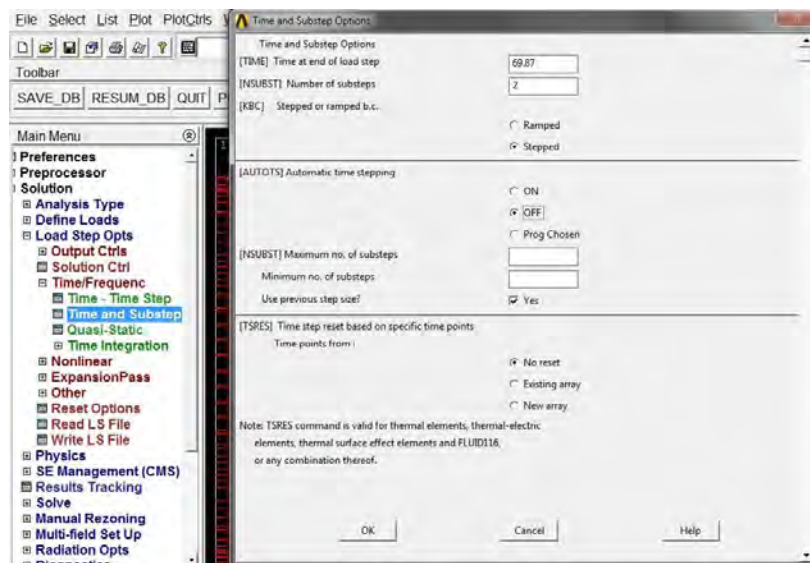 File Select List Plot PlotCtrls
Toolbar
SAVE_DB RESUM_DB QUIT
Main Menu
Preferences
Preprocessor
Solution
Analysis Type
Define Loads
Load Step Opts
Output Ctrls
Solution Ctrl
Time/Frequenc
Time - Time Step
Time and Substep
Quasi-Static
Time Integration
Nonlinear
ExpansionPass
Other
Reset Options
Read LS File
Write LS File
Physics
SE Management (CMS)
Results Tracking
Solve
Manual Rezoning
Multi-field Set Up
Radiation Opts
Time and Substep Options
Time and Substep Options
[TIME] Time at end of load step 69.87
[NSUBST] Number of substeps 2
[KBC] Stepped or ramped b.c.
Ramped
Stepped
[AUTOTS] Automatic time stepping
ON
OFF
Prog Chosen
[NSUBST] Maximum no. of substeps
Minimum no. of substeps
Use previous step size? Yes
[TSRES] Time step reset based on specific time points
Time points from :
No reset
Existing array
New array
Note: TSRES command is valid for thermal elements, thermal-electric
elements, thermal surface effect elements and FLUID116,
or any combination thereof.
OK Cancel Help